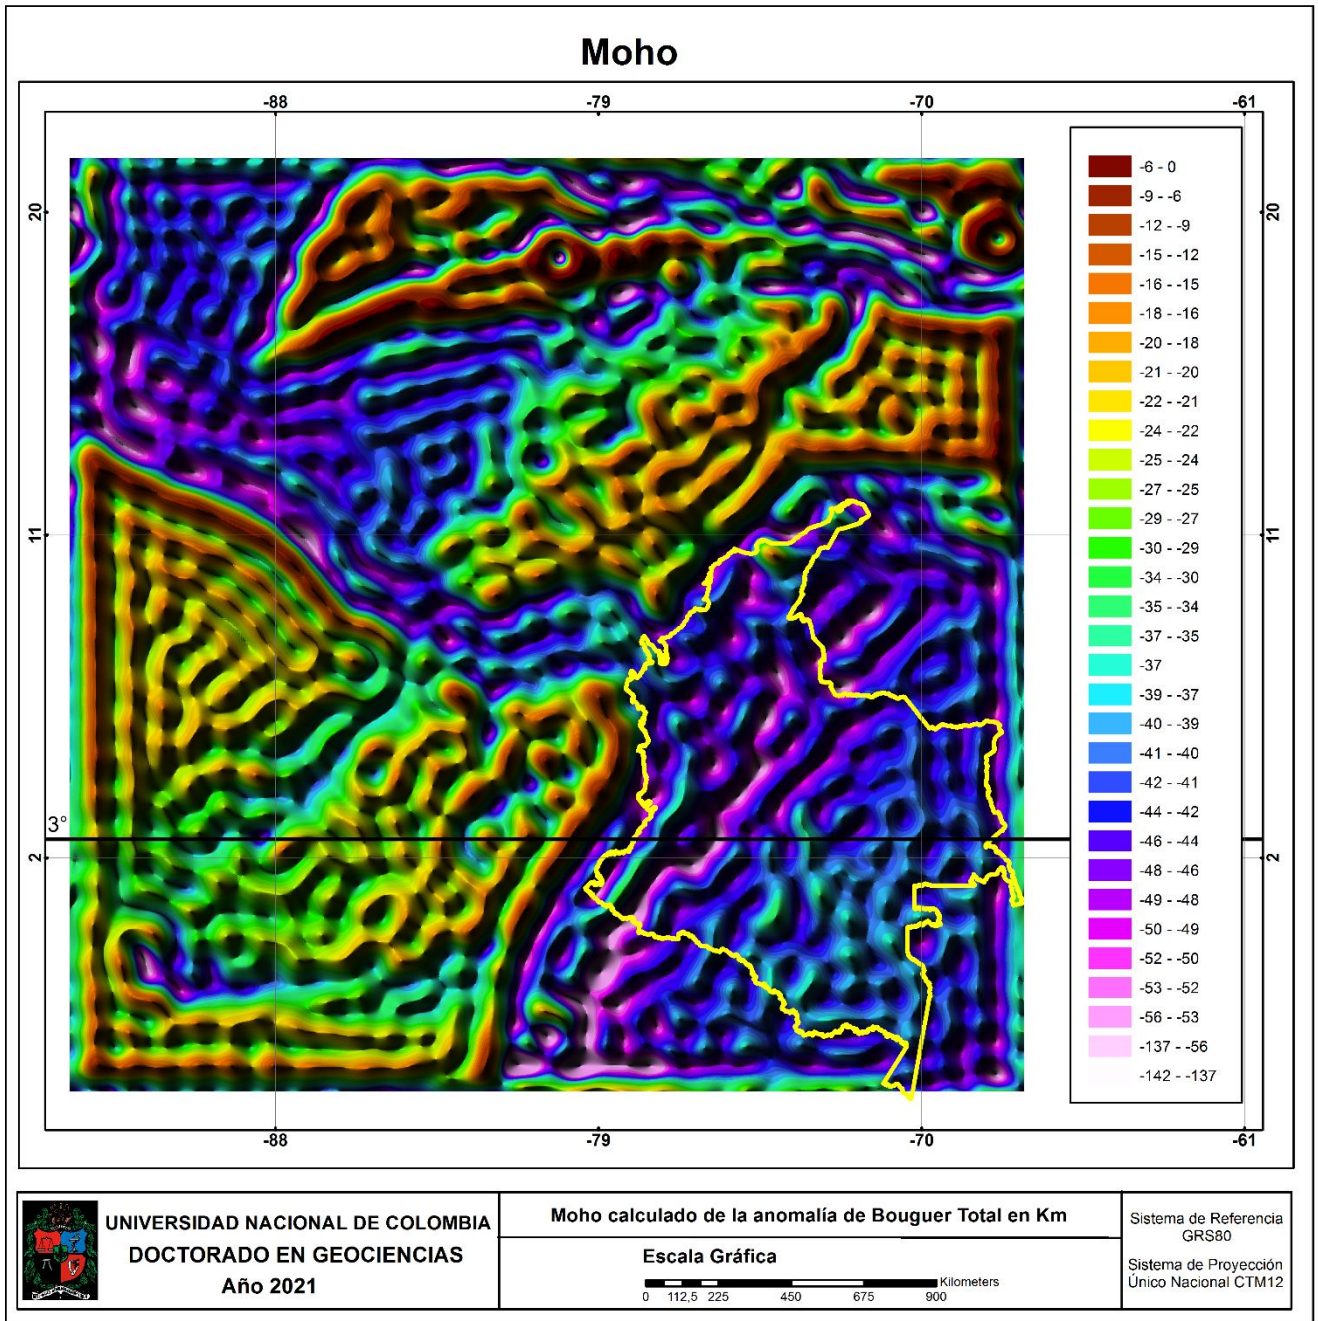 Moho
-88 -79 -70 -61
20 20
11 11
3°
2 2
-88 -79 -70 -61
-6 - 0
-9 - -6
-12 - -9
-15 - -12
-16 - -15
-18 - -16
-20 - -18
-21 - -20
-22 - -21
-24 - -22
-25 - -24
-27 - -25
-29 - -27
-30 - -29
-34 - -30
-35 - -34
-37 - -35
-37
-39 - -37
-40 - -39
-41 - -40
-42 - -41
-44 - -42
-46 - -44
-48 - -46
-49 - -48
-50 - -49
-52 - -50
-53 - -52
-56 - -53
-137 - -56
-142 - -137
UNIVERSIDAD NACIONAL DE COLOMBIA
DOCTORADO EN GEOCIENCIAS
Año 2021
Moho calculado de la anomalía de Bouguer Total en Km
Escala Gráfica
Kilometers
0 112,5 225 450 675 900
Sistema de Referencia
GRS80
Sistema de Proyección
Único Nacional CTM12